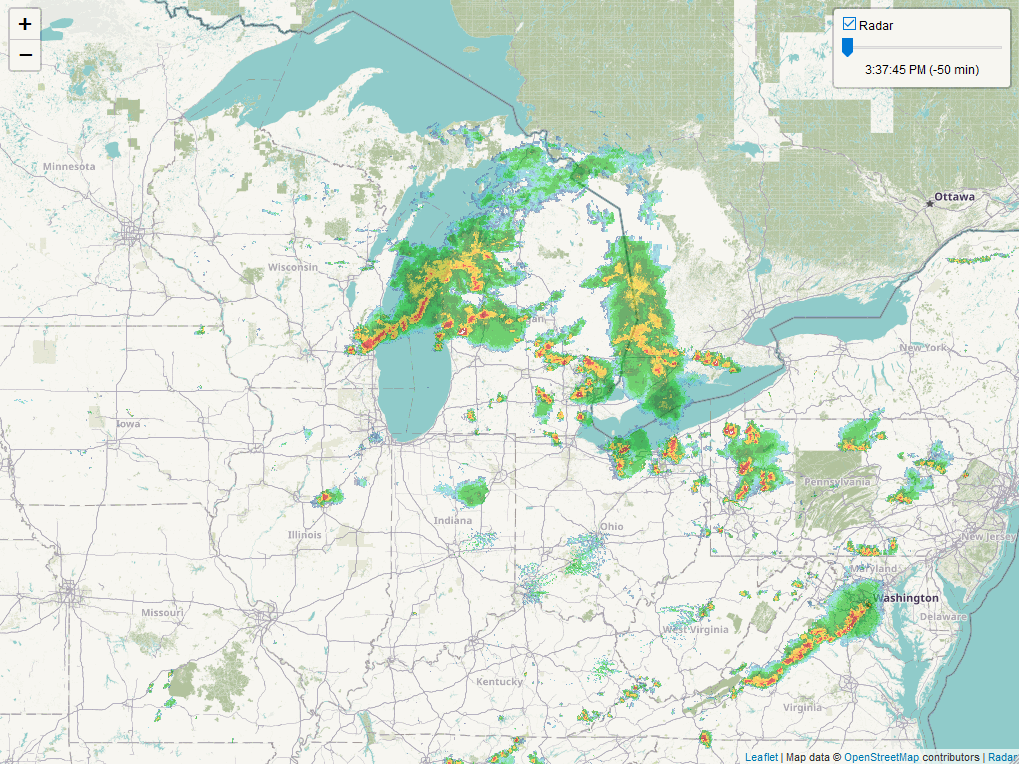 +
−
Radar
3:37:45 PM (-50 min)
Minnesota
Ottawa
Wisconsin
New York
Iowa
Pennsylvania
Indiana
Ohio
Illinois
New Jersey
Maryland
Washington
Missouri
Delaware
West Virginia
Kentucky
Virginia
Leaflet | Map data © OpenStreetMap contributors | Radar